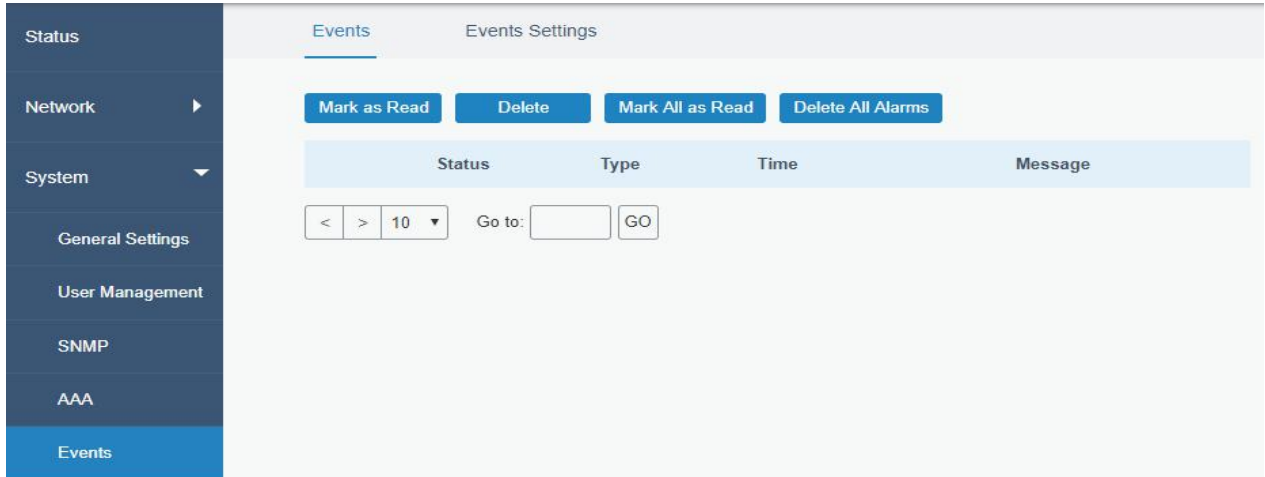 Status
Network
System
General Settings
User Management
SNMP
AAA
Events
Events Events Settings
Mark as Read Delete Mark All as Read Delete All Alarms
Status Type Time Message
< > 10 Go to: GO